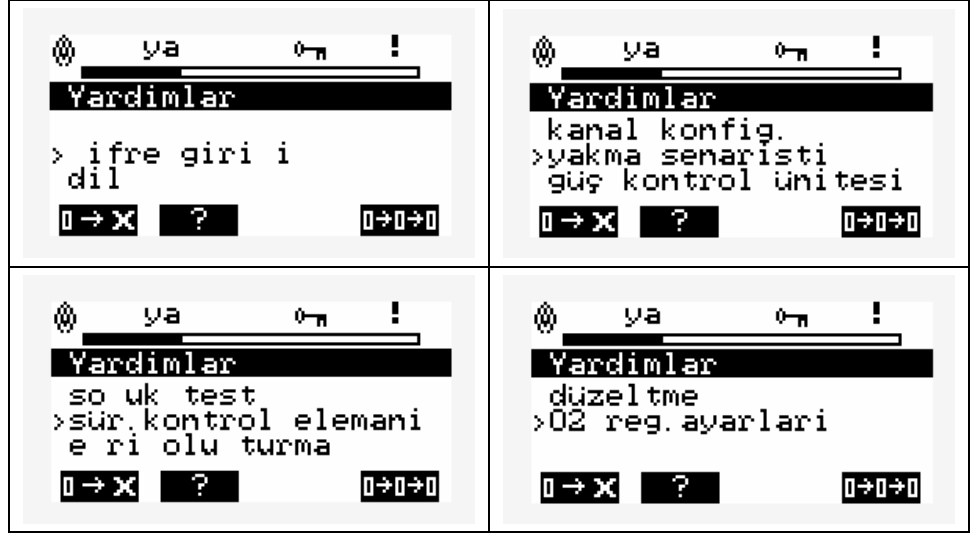 ya !
Yardimlar
> ifre giri i
dil
→ X ? →→
ya !
Yardimlar
kanal konfig.
>yakma senaristi
güç kontrol ünitesi
→ X ? →→
ya !
Yardimlar
so uk test
>sür.kontrol elemani
e ri olu turma
→ X ? →→
ya !
Yardimlar
düzeltme
>O2 reg.ayarlari
→ X ? →→